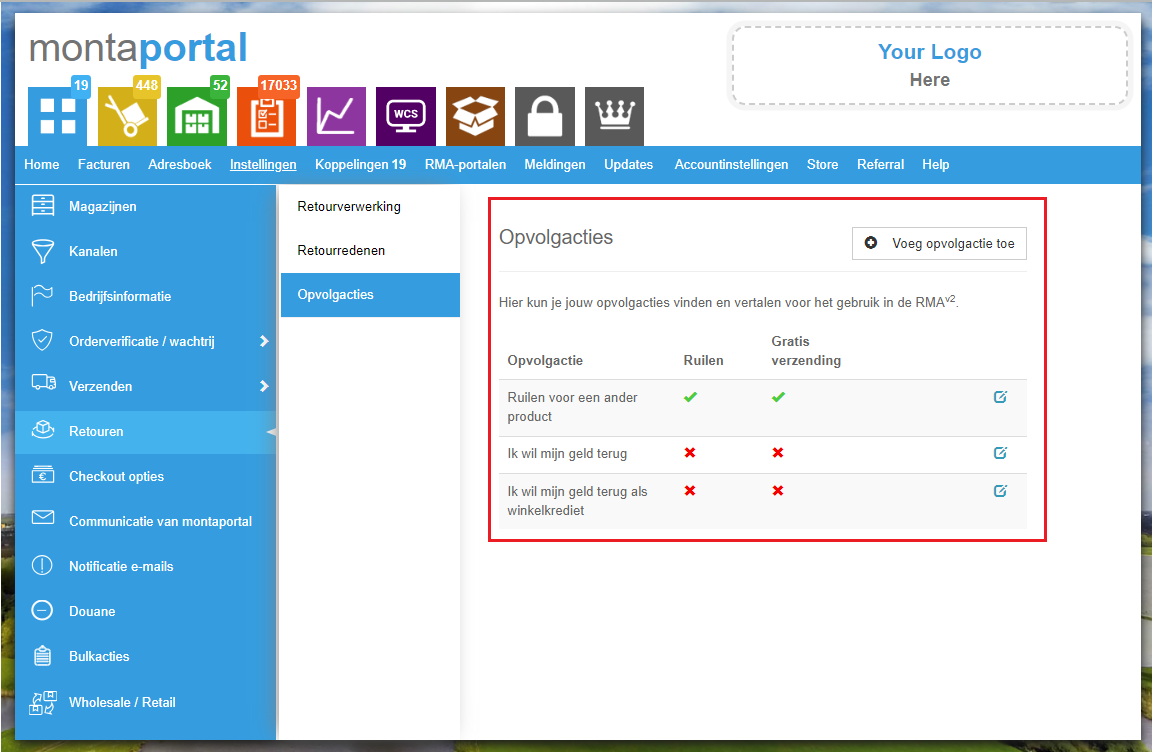 montaportal
Your Logo
Here
19
448
52
17033
WCS
Home Facturen Adresboek Instellingen Koppelingen 19 RMA-portalen Meldingen Updates Accountinstellingen Store Referral Help
Magazijnen
Kanalen
Bedrijfsinformatie
Orderverificatie / wachtrij
Verzenden
Retouren
Checkout opties
Communicatie van montaportal
Notificatie e-mails
Douane
Bulkacties
Wholesale / Retail
Retourverwerking
Retourredenen
Opvolgacties
Opvolgacties
Voeg opvolgactie toe
Hier kun je jouw opvolgacties vinden en vertalen voor het gebruik in de RMAv2.
Opvolgactie Ruilen Gratis
verzending
Ruilen voor een ander
product
Ik wil mijn geld terug
Ik wil mijn geld terug als
winkelkrediet